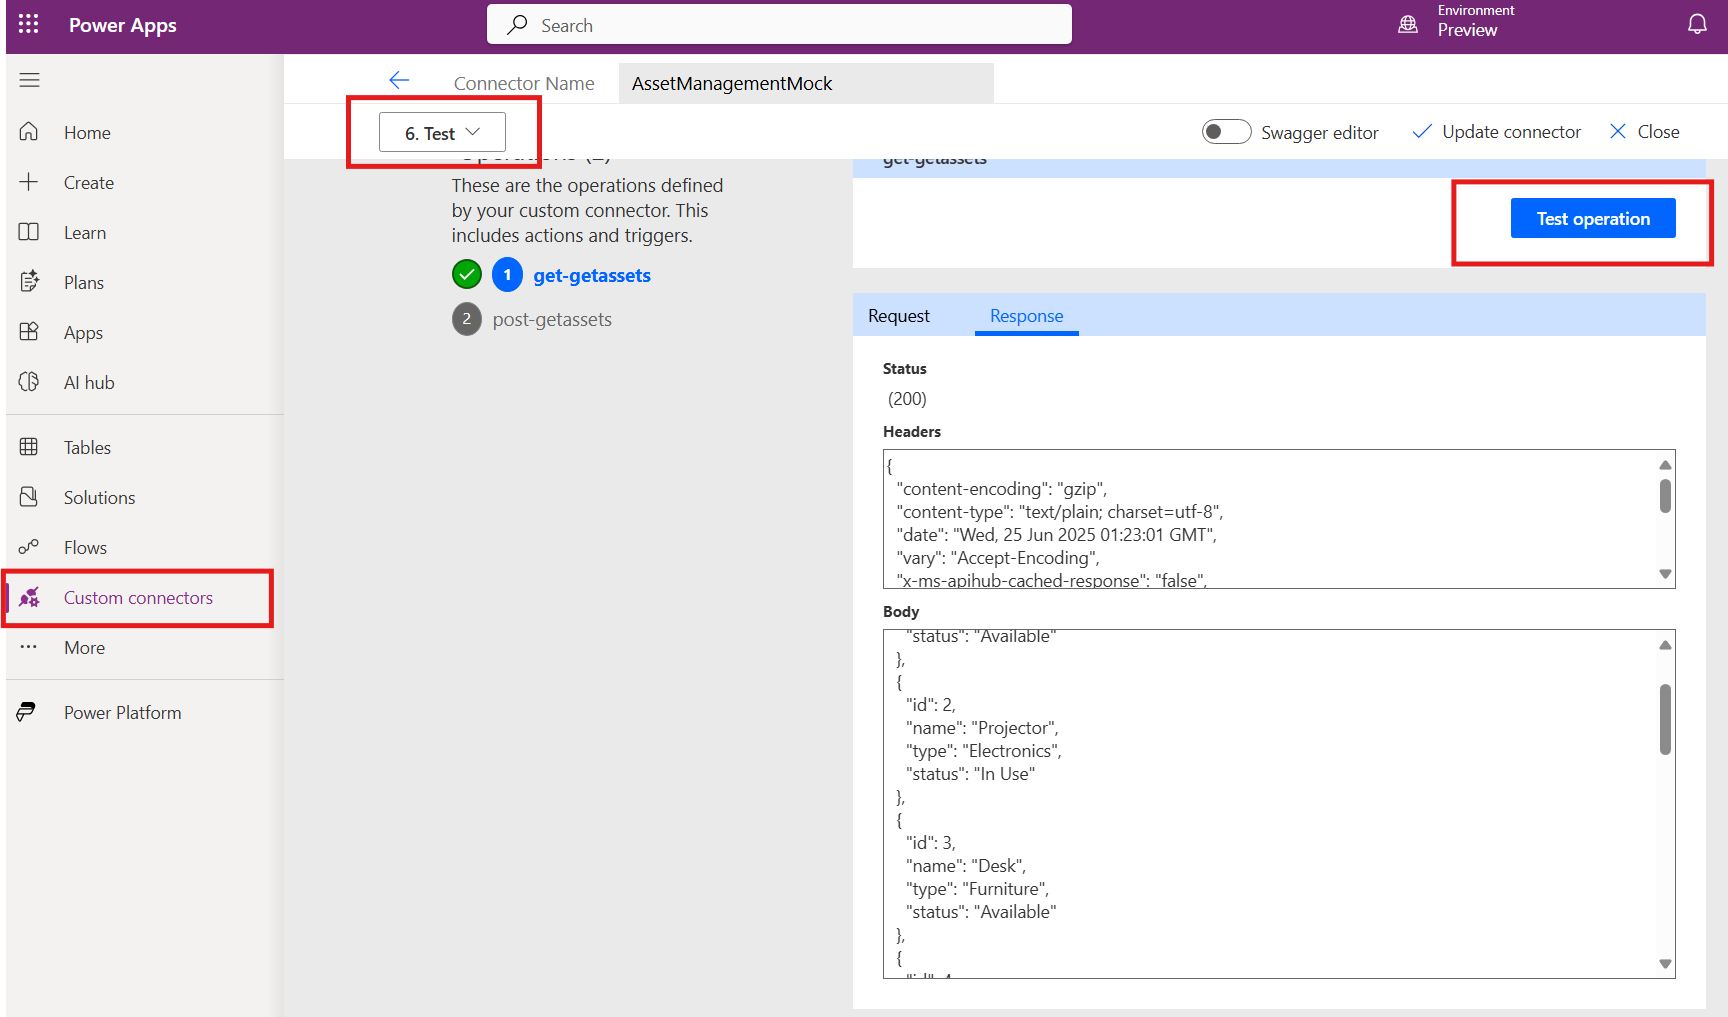 Power Apps
Search
Environment
Preview
Connector Name
AssetManagementMock
6. Test
Swagger editor
Update connector
Close
Home
Create
Learn
Plans
Apps
AI hub
Tables
Solutions
Flows
Custom connectors
More
Power Platform
Operations (2)
These are the operations defined
by your custom connector. This
includes actions and triggers.
1
get-getassets
2
post-getassets
get-getassets
Test operation
Request
Response
Status
(200)
Headers
{
"content-encoding": "gzip",
"content-type": "text/plain; charset=utf-8",
"date": "Wed, 25 Jun 2025 01:23:01 GMT",
"vary": "Accept-Encoding",
"x-ms-apihub-cached-response": "false",
Body
"status": "Available"
},
{
"id": 2,
"name": "Projector",
"type": "Electronics",
"status": "In Use"
},
{
"id": 3,
"name": "Desk",
"type": "Furniture",
"status": "Available"
},
{